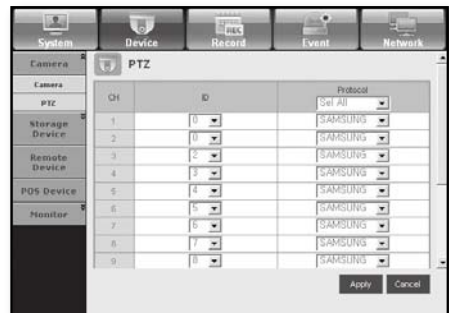 System Device Record Event Network
REC
Camera
Camera
PTZ
Storage Device
Remote Device
POS Device
Monitor
PTZ
CH ID Protocol
Sel All
1 0 SAMSUNG
2 0 SAMSUNG
3 2 SAMSUNG
4 3 SAMSUNG
5 4 SAMSUNG
6 5 SAMSUNG
7 6 SAMSUNG
8 7 SAMSUNG
9 8 SAMSUNG
Apply Cancel